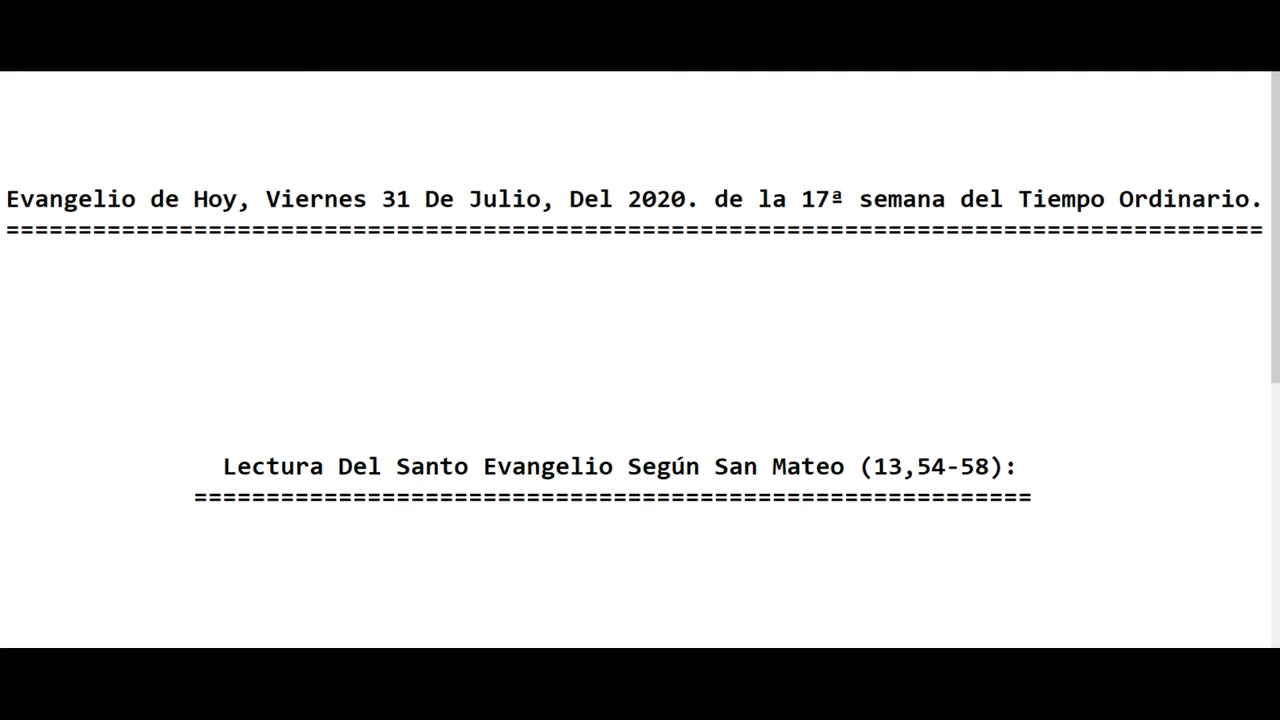 Evangelio de Hoy, Viernes 31 De Julio, Del 2020. de la 17ª semana del Tiempo Ordinario.
=======================================================================================
Lectura Del Santo Evangelio Según San Mateo (13,54-58):
==========================================================